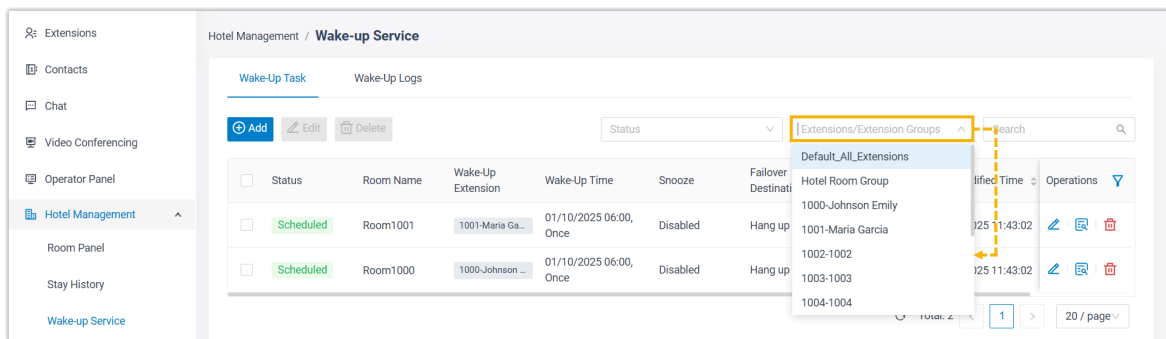 Extensions
Contacts
Chat
Video Conferencing
Operator Panel
Hotel Management
Room Panel
Stay History
Wake-up Service
Hotel Management / Wake-up Service
Wake-Up Task Wake-Up Logs
Add Edit Delete Status Extensions/Extension Groups Search
Default_All_Extensions
Hotel Room Group
1000-Johnson Emily
1001-Maria Garcia
1002-1002
1003-1003
1004-1004
Status Room Name Wake-Up Extension Wake-Up Time Snooze Failover Time Operations
Scheduled Room1001 1001-Maria Ga... 01/10/2025 06:00, Once Disabled Hang up 11:43:02
Scheduled Room1000 1000-Johnson ... 01/10/2025 06:00, Once Disabled Hang up 11:43:02
Total: 2 1 20 / page